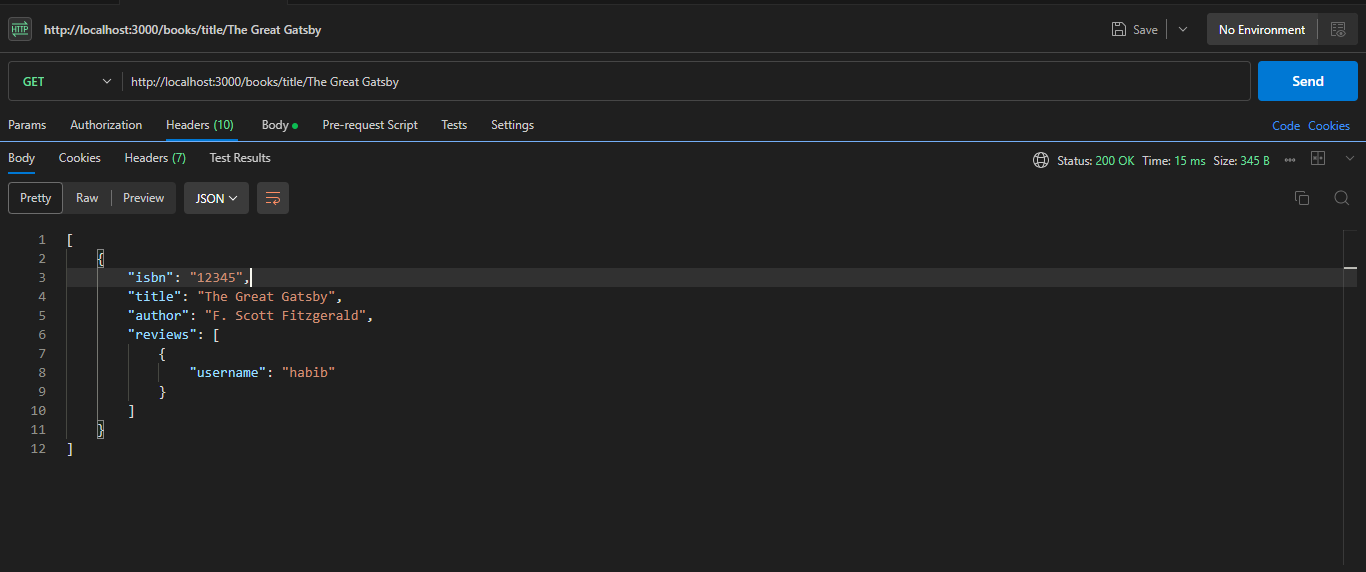 HTTP http://localhost:3000/books/title/The Great Gatsby Save No Environment
GET http://localhost:3000/books/title/The Great Gatsby Send
Params Authorization Headers (10) Body Pre-request Script Tests Settings Code Cookies
Body Cookies Headers (7) Test Results Status: 200 OK Time: 15 ms Size: 345 B
Pretty Raw Preview JSON
1 [
2 {
3 "isbn": "12345",
4 "title": "The Great Gatsby",
5 "author": "F. Scott Fitzgerald",
6 "reviews": [
7 {
8 "username": "habib"
9 }
10 ]
11 }
12 ]